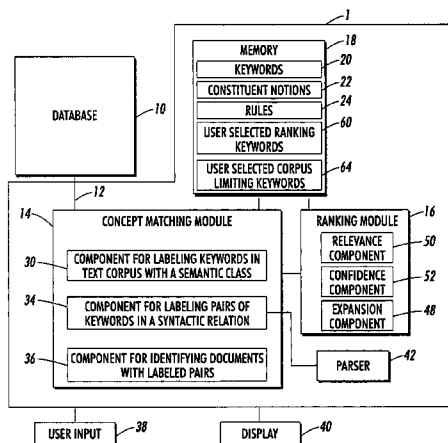 1
DATABASE
10
12
MEMORY
18
KEYWORDS
20
CONSTITUENT NOTIONS
22
RULES
24
USER SELECTED RANKING KEYWORDS
60
USER SELECTED CORPUS LIMITING KEYWORDS
64
14
CONCEPT MATCHING MODULE
30
COMPONENT FOR LABELING KEYWORDS IN TEXT CORPUS WITH A SEMANTIC CLASS
34
COMPONENT FOR LABELING PAIRS OF KEYWORDS IN A SYNTACTIC RELATION
36
COMPONENT FOR IDENTIFYING DOCUMENTS WITH LABELED PAIRS
RANKING MODULE
16
RELEVANCE COMPONENT
50
CONFIDENCE COMPONENT
52
EXPANSION COMPONENT
48
PARSER
42
USER INPUT
38
DISPLAY
40